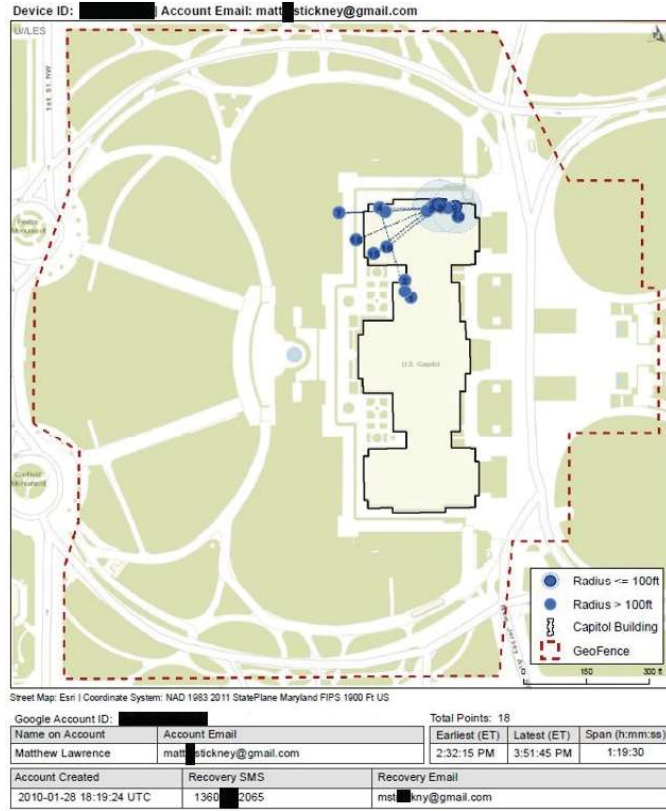 Device ID: | Account Email: matt stickney@gmail.com
U//LES
1st St NW
Peace
Monument
U.S. Capitol
Garfield
Monument
Radius <= 100ft
Radius > 100ft
Capitol Building
GeoFence
0 150 300 ft
Street Map: Esri | Coordinate System: NAD 1983 2011 StatePlane Maryland FIPS 1900 Ft US
Google Account ID: Total Points: 18
Name on Account Account Email Earliest (ET) Latest (ET) Span (h:mm:ss)
Matthew Lawrence matt stickney@gmail.com 2:32:15 PM 3:51:45 PM 1:19:30
Account Created Recovery SMS Recovery Email
2010-01-28 18:19:24 UTC 1360 2065 mst kny@gmail.com